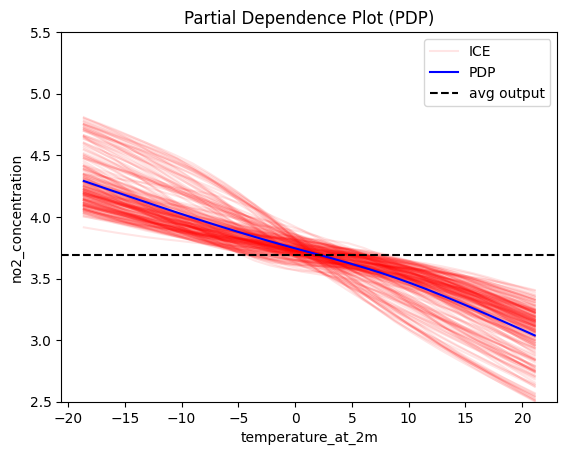 Partial Dependence Plot (PDP)
5.5
5.0
4.5
4.0
3.5
3.0
2.5
no2_concentration
ICE
PDP
avg output
−20
−15
−10
−5
0
5
10
15
20
temperature_at_2m